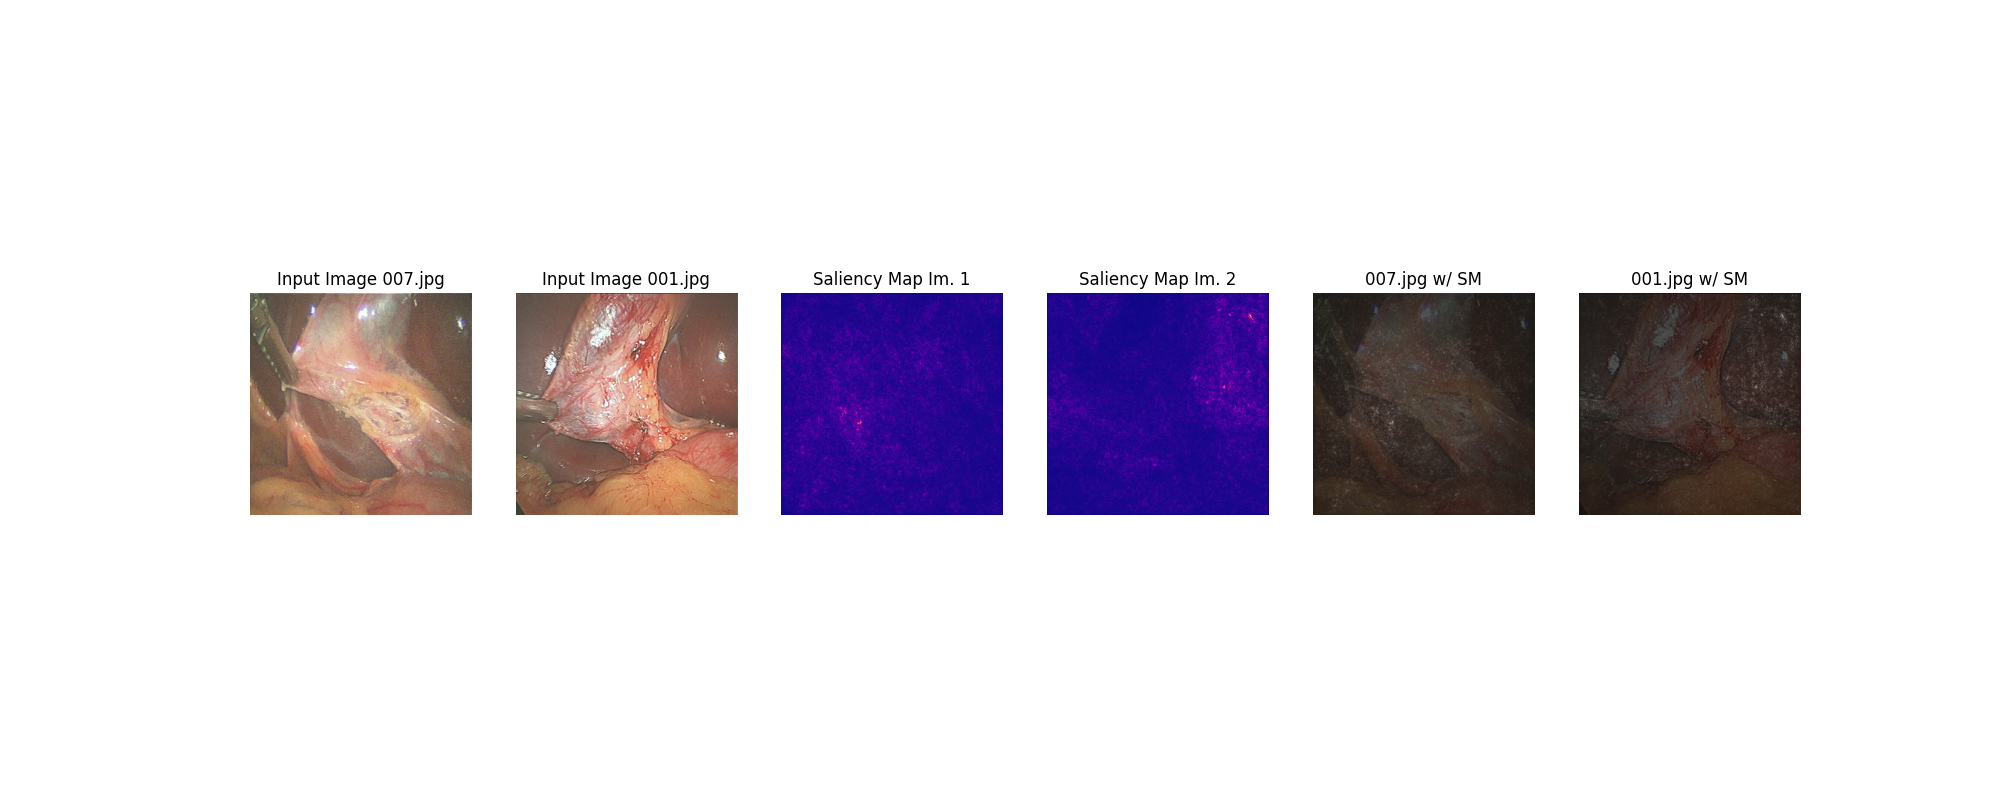 Input Image 007.jpg
Input Image 001.jpg
Saliency Map Im. 1
Saliency Map Im. 2
007.jpg w/ SM
001.jpg w/ SM